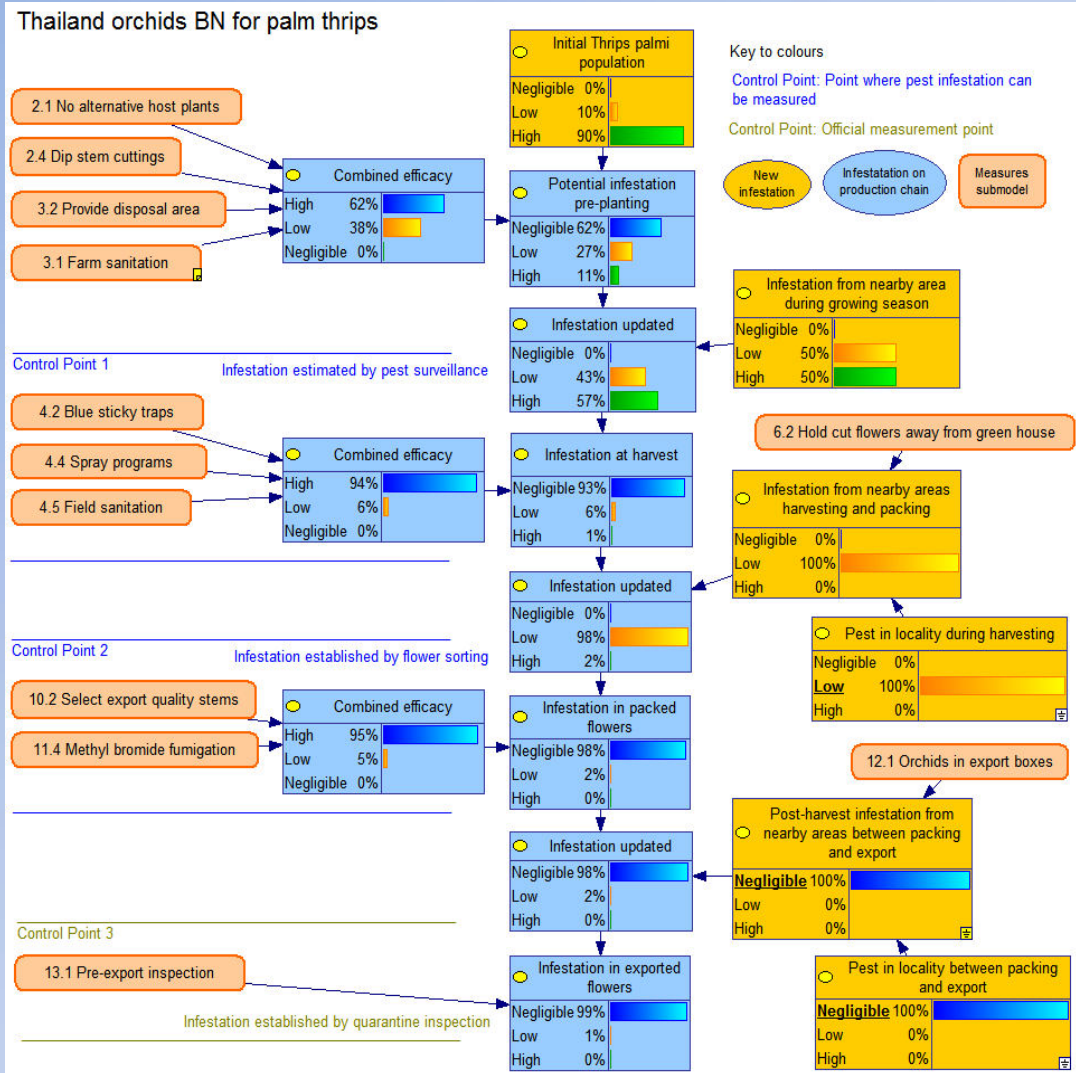 Thailand orchids BN for palm thrips
Initial Thrips palmi
population
Negligible 0%
Low 10%
High 90%
Key to colours
Control Point: Point where pest infestation can
be measured
Control Point: Official measurement point
New
infestation
Infestatation on
production chain
Measures
submodel
2.1 No alternative host plants
2.4 Dip stem cuttings
3.2 Provide disposal area
3.1 Farm sanitation
Combined efficacy
High 62%
Low 38%
Negligible 0%
Potential infestation
pre-planting
Negligible 62%
Low 27%
High 11%
Infestation from nearby area
during growing season
Negligible 0%
Low 50%
High 50%
Infestation updated
Negligible 0%
Low 43%
High 57%
Control Point 1
Infestation estimated by pest surveillance
4.2 Blue sticky traps
4.4 Spray programs
4.5 Field sanitation
Combined efficacy
High 94%
Low 6%
Negligible 0%
Infestation at harvest
Negligible 93%
Low 6%
High 1%
6.2 Hold cut flowers away from green house
Infestation from nearby areas
harvesting and packing
Negligible 0%
Low 100%
High 0%
Infestation updated
Negligible 0%
Low 98%
High 2%
Pest in locality during harvesting
Negligible 0%
Low 100%
High 0%
Control Point 2
Infestation established by flower sorting
10.2 Select export quality stems
11.4 Methyl bromide fumigation
Combined efficacy
High 95%
Low 5%
Negligible 0%
Infestation in packed
flowers
Negligible 98%
Low 2%
High 0%
12.1 Orchids in export boxes
Post-harvest infestation from
nearby areas between packing
and export
Negligible 100%
Low 0%
High 0%
Infestation updated
Negligible 98%
Low 2%
High 0%
Control Point 3
13.1 Pre-export inspection
Infestation established by quarantine inspection
Infestation in exported
flowers
Negligible 99%
Low 1%
High 0%
Pest in locality between packing
and export
Negligible 100%
Low 0%
High 0%